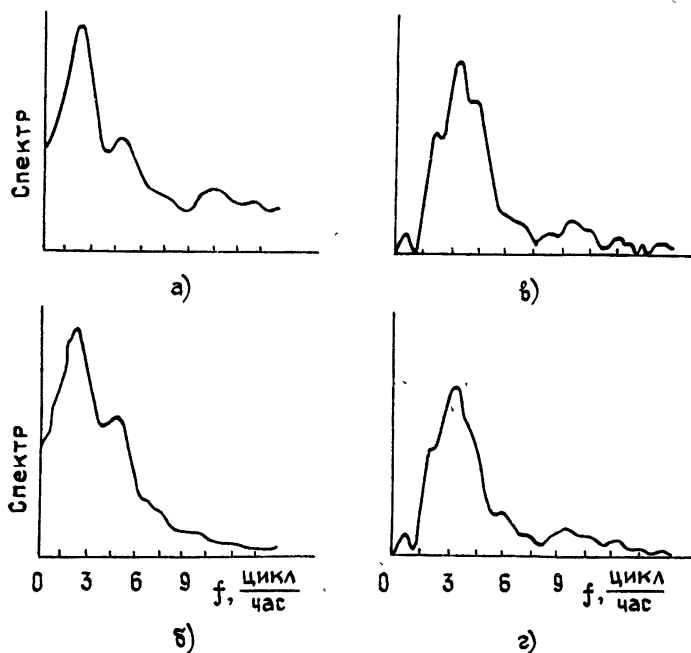 Спектр
а)
в)
Спектр
0 3 6 9 f, цикл/час
0 3 6 9 f, цикл/час
б)
г)